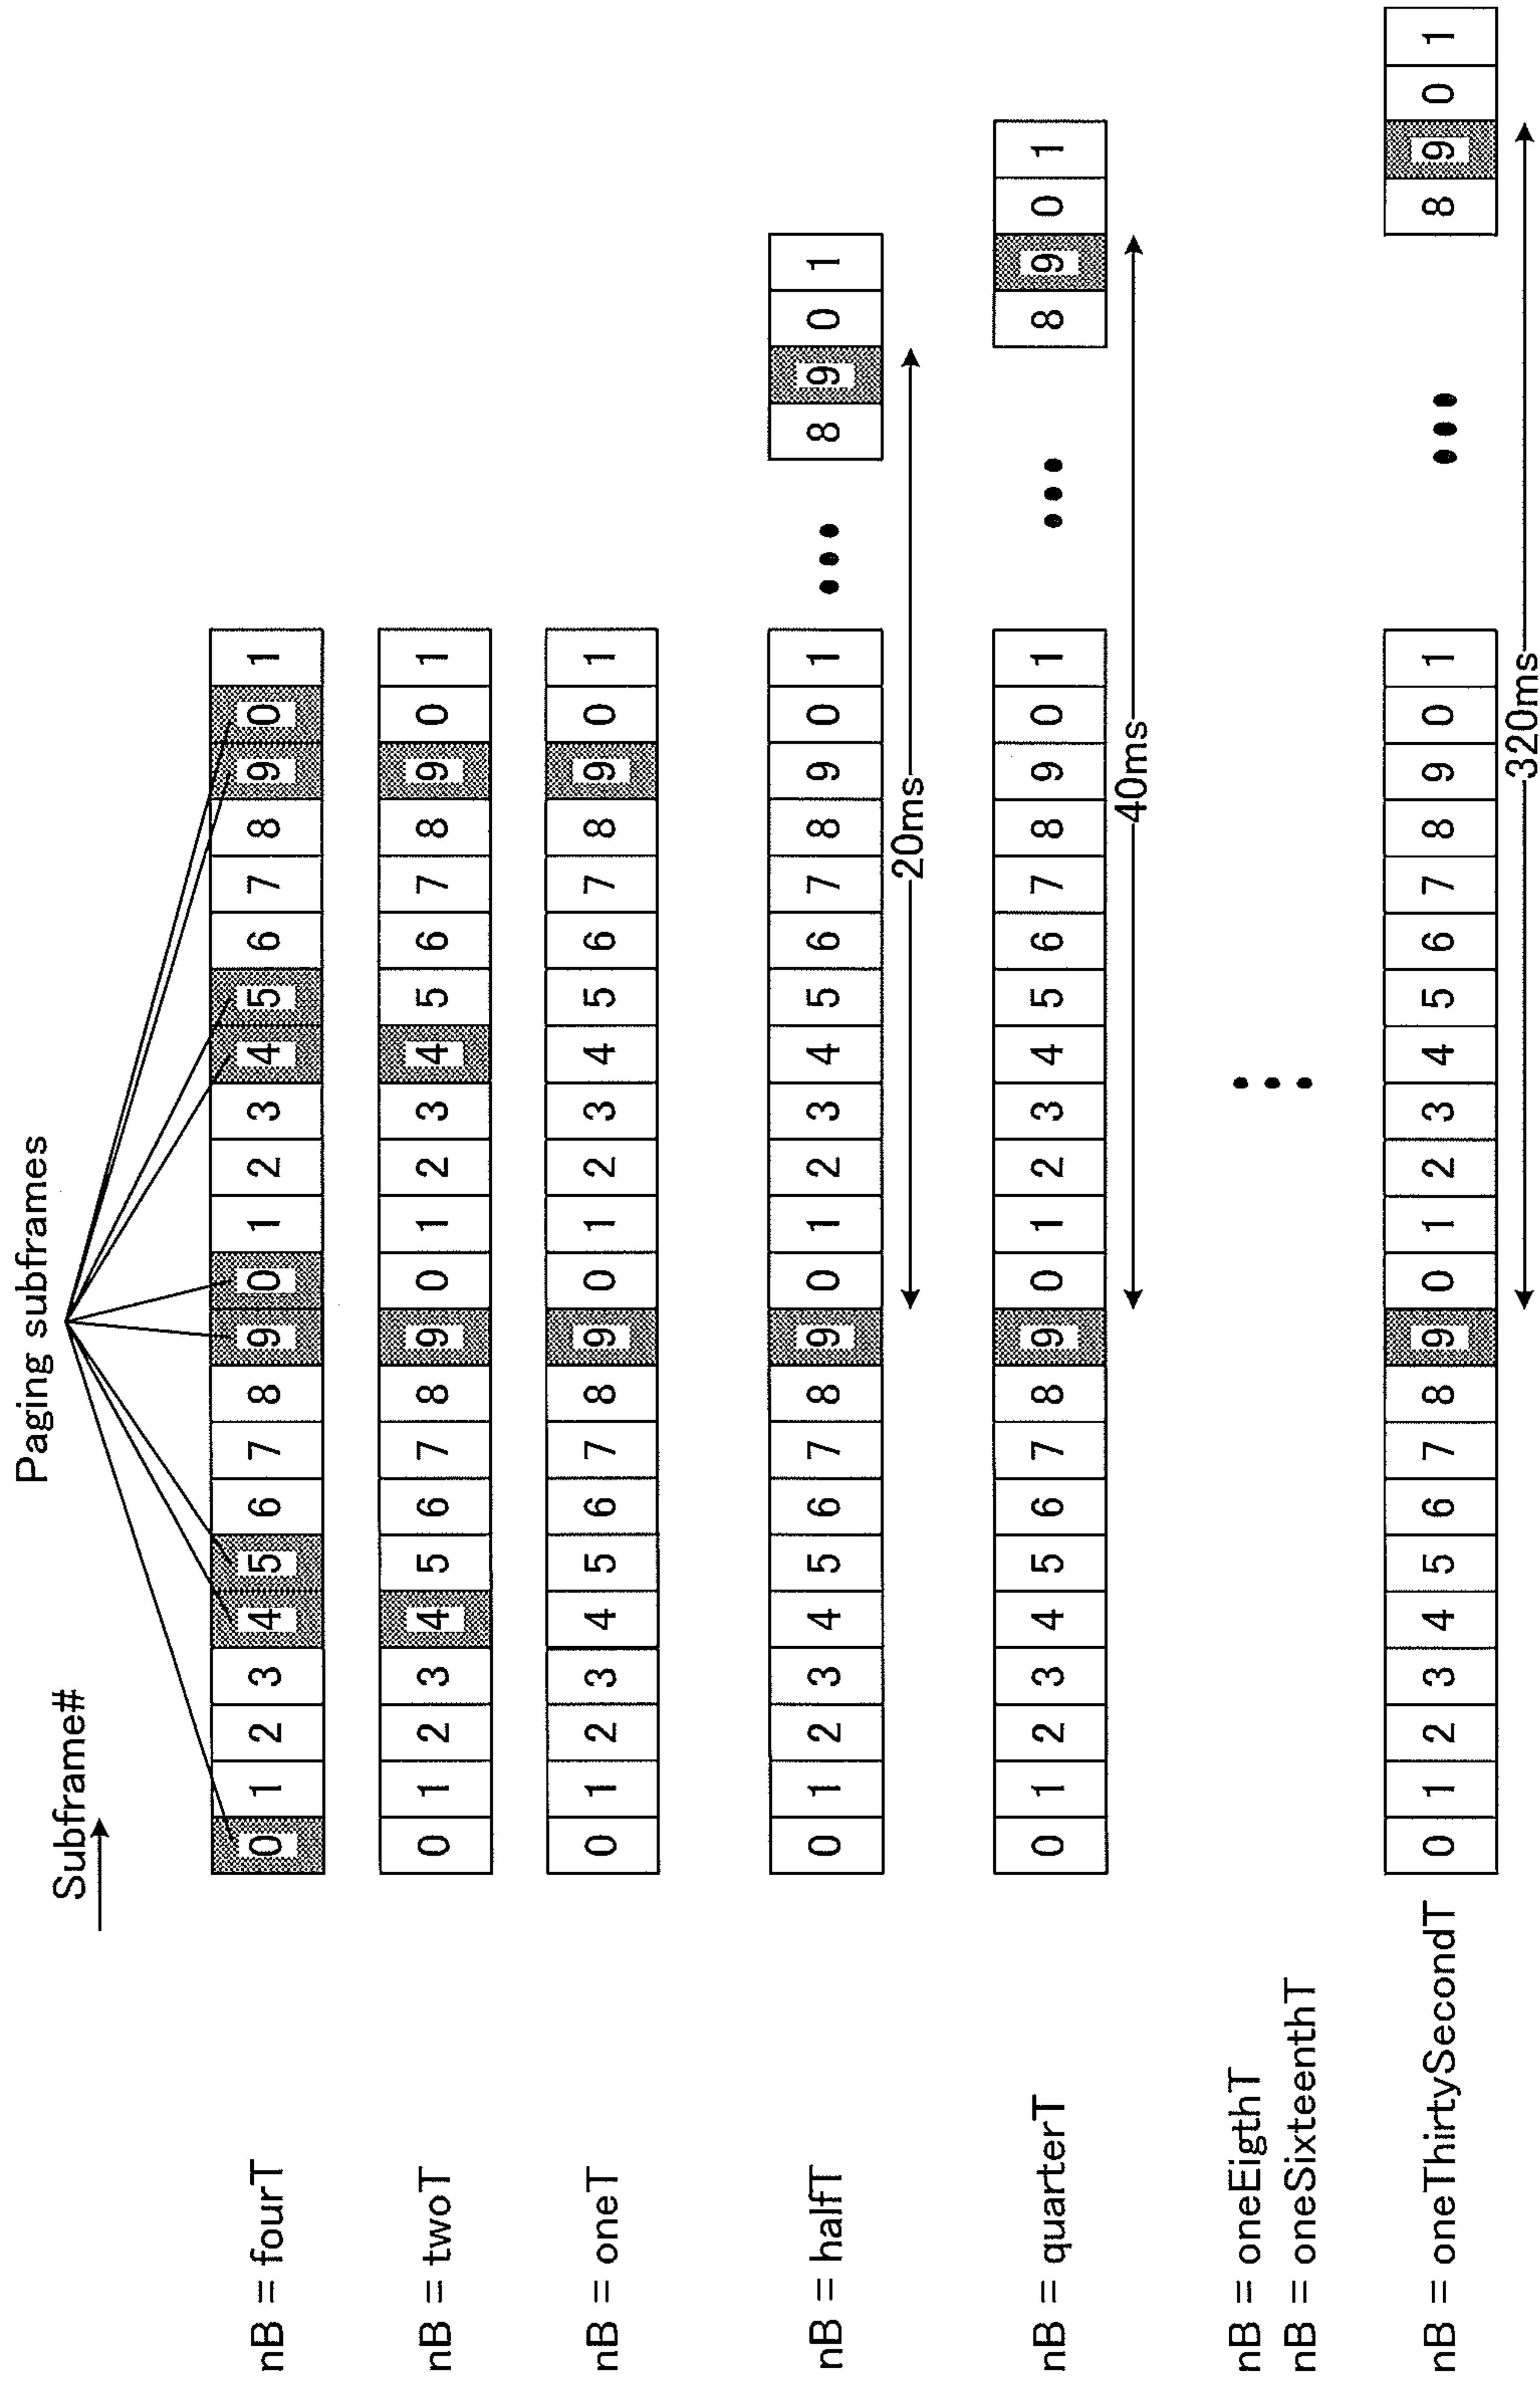 Paging subframes
Subframe#
nB = fourT 0 1 2 3 4 5 6 7 8 9 0 1 2 3 4 5 6 7 8 9 0 1
nB = twoT 0 1 2 3 4 5 6 7 8 9 0 1 2 3 4 5 6 7 8 9 0 1
nB = oneT 0 1 2 3 4 5 6 7 8 9 0 1 2 3 4 5 6 7 8 9 0 1
nB = halfT 0 1 2 3 4 5 6 7 8 9 0 1 2 3 4 5 6 7 8 9 0 1 ••• 8 9 0 1
20ms
nB = quarterT 0 1 2 3 4 5 6 7 8 9 0 1 2 3 4 5 6 7 8 9 0 1 ••• 8 9 0 1
40ms
nB = oneEigthT
nB = oneSixteenthT
nB = oneThirtySecondT 0 1 2 3 4 5 6 7 8 9 0 1 2 3 4 5 6 7 8 9 0 1 ••• 8 9 0 1
320ms